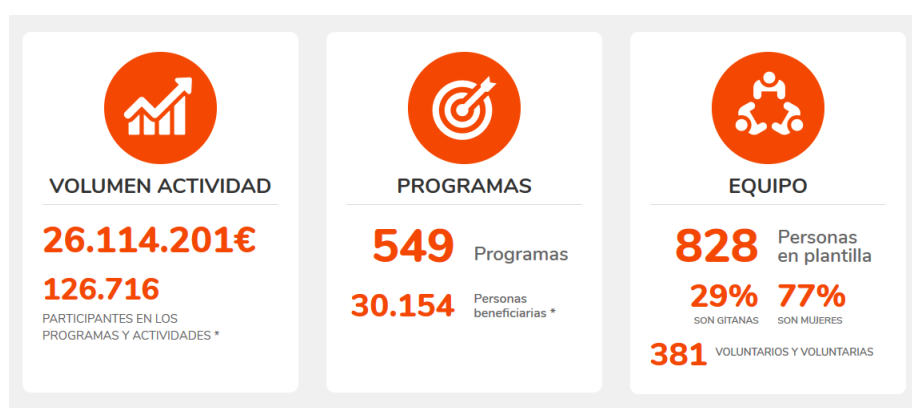 VOLUMEN ACTIVIDAD
26.114.201€
126.716
PARTICIPANTES EN LOS
PROGRAMAS Y ACTIVIDADES *
PROGRAMAS
549 Programas
30.154 Personas
beneficiarias *
EQUIPO
828 Personas
en plantilla
29% 77%
SON GITANAS SON MUJERES
381 VOLUNTARIOS Y VOLUNTARIAS